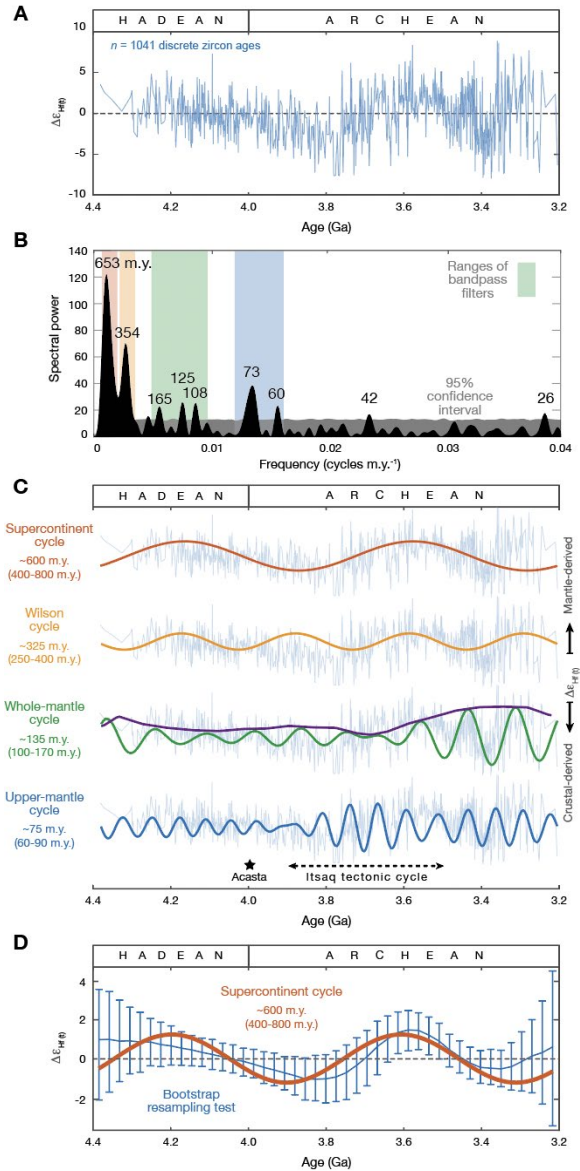 A
H A D E A N
A R C H E A N
10
5
0
-5
-10
ΔεHf(t)
n = 1041 discrete zircon ages
4.4
4.2
4.0
3.8
3.6
3.4
3.2
Age (Ga)
B
140
120
100
80
60
40
20
0
Spectral power
653 m.y.
354
165
125
108
73
60
42
26
Ranges of
bandpass
filters
95%
confidence
interval
0
0.01
0.02
0.03
0.04
Frequency (cycles m.y.-1)
C
H A D E A N
A R C H E A N
Supercontinent
cycle
~600 m.y.
(400-800 m.y.)
Wilson
cycle
~325 m.y.
(250-400 m.y.)
Whole-mantle
cycle
~135 m.y.
(100-170 m.y.)
Upper-mantle
cycle
~75 m.y.
(60-90 m.y.)
Mantle-derived
ΔεHf(t)
Crustal-derived
Acasta
Itsaq tectonic cycle
4.4
4.2
4.0
3.8
3.6
3.4
3.2
Age (Ga)
D
H A D E A N
A R C H E A N
4
2
0
-2
ΔεHf(t)
Supercontinent cycle
~600 m.y.
(400-800 m.y.)
Bootstrap
resampling test
4.4
4.2
4.0
3.8
3.6
3.4
3.2
Age (Ga)